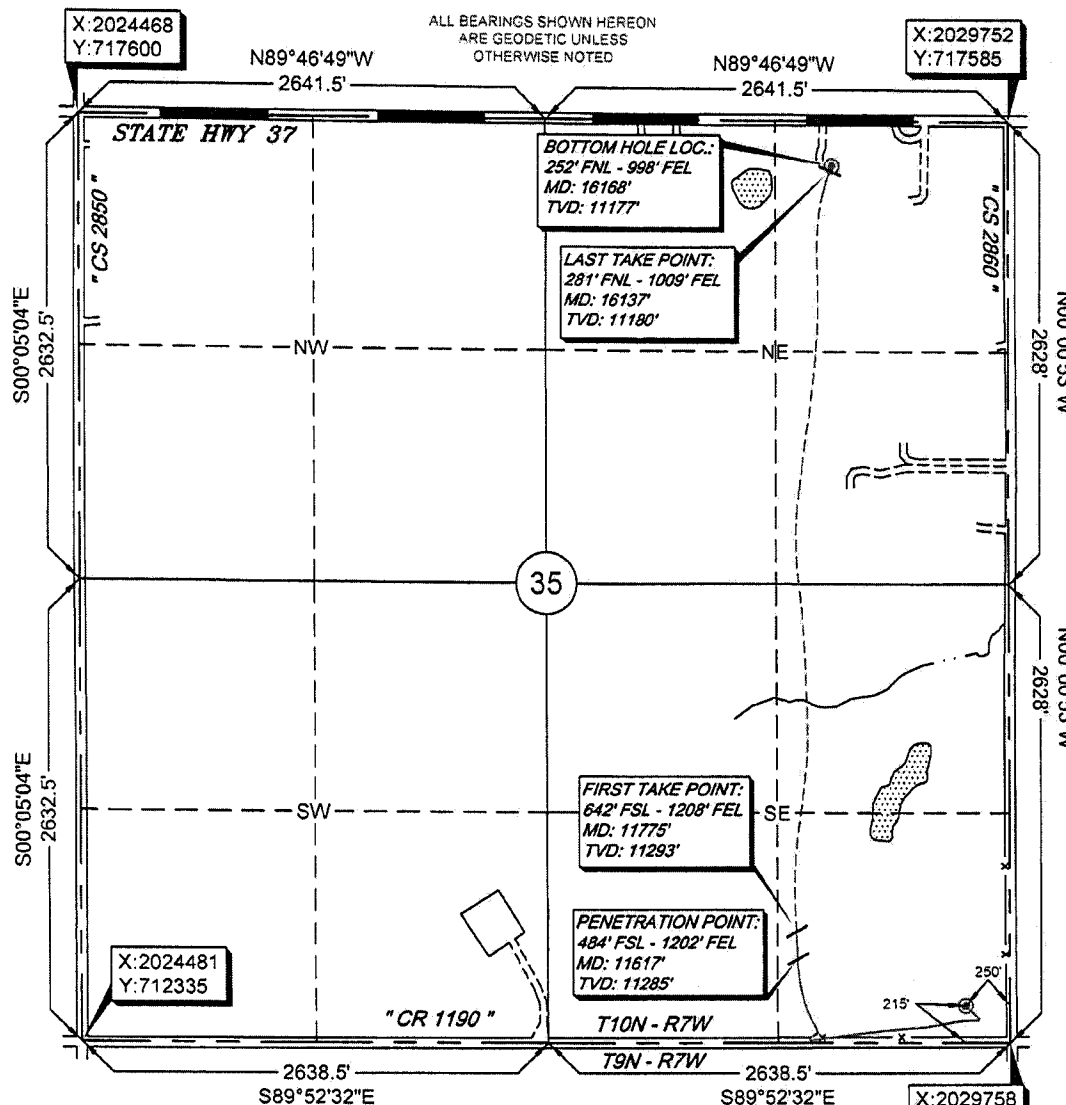 X:2024468
Y:717600
ALL BEARINGS SHOWN HEREON
ARE GEODETIC UNLESS
OTHERWISE NOTED
X:2029752
Y:717585
N89°46'49"W
2641.5'
N89°46'49"W
2641.5'
STATE HWY 37
"CS 2850"
"CS 2860"
BOTTOM HOLE LOC.:
252' FNL - 998' FEL
MD: 16168'
TVD: 11177'
LAST TAKE POINT:
281' FNL - 1009' FEL
MD: 16137'
TVD: 11180'
S00°05'04"E
2632.5'
2628'
NW
NE
35
S00°05'04"E
2632.5'
2628'
SW
SE
FIRST TAKE POINT:
642' FSL - 1208' FEL
MD: 11775'
TVD: 11293'
PENETRATION POINT:
484' FSL - 1202' FEL
MD: 11617'
TVD: 11285'
X:2024481
Y:712335
250'
215'
"CR 1190"
T10N - R7W
T9N - R7W
2638.5'
S89°52'32"E
2638.5'
S89°52'32"E
X:2029758